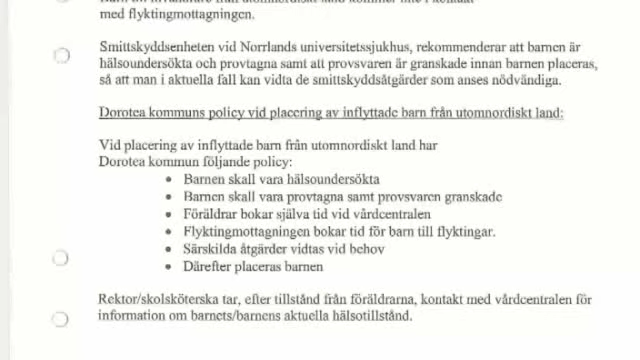 med flyktingmottagningen.
Smittskyddsenheten vid Norrlands universitetssjukhus, rekommenderar att barnen är
hälsoundersökta och provtagna samt att provsvaren är granskade innan barnen placeras,
så att man i aktuella fall kan vidta de smittskyddsåtgärder som anses nödvändiga.
Dorotea kommuns policy vid placering av inflyttade barn från utomnordiskt land:
Vid placering av inflyttade barn från utomnordiskt land har
Dorotea kommun följande policy:
• Barnen skall vara hälsoundersökta
• Barnen skall vara provtagna samt provsvaren granskade
• Föräldrar bokar själva tid vid vårdcentralen
• Flyktingmottagningen bokar tid för barn till flyktingar.
• Särskilda åtgärder vidtas vid behov
• Därefter placeras barnen
Rektor/skolsköterska tar, efter tillstånd från föräldrarna, kontakt med vårdcentralen för
information om barnets/barnens aktuella hälsotillstånd.